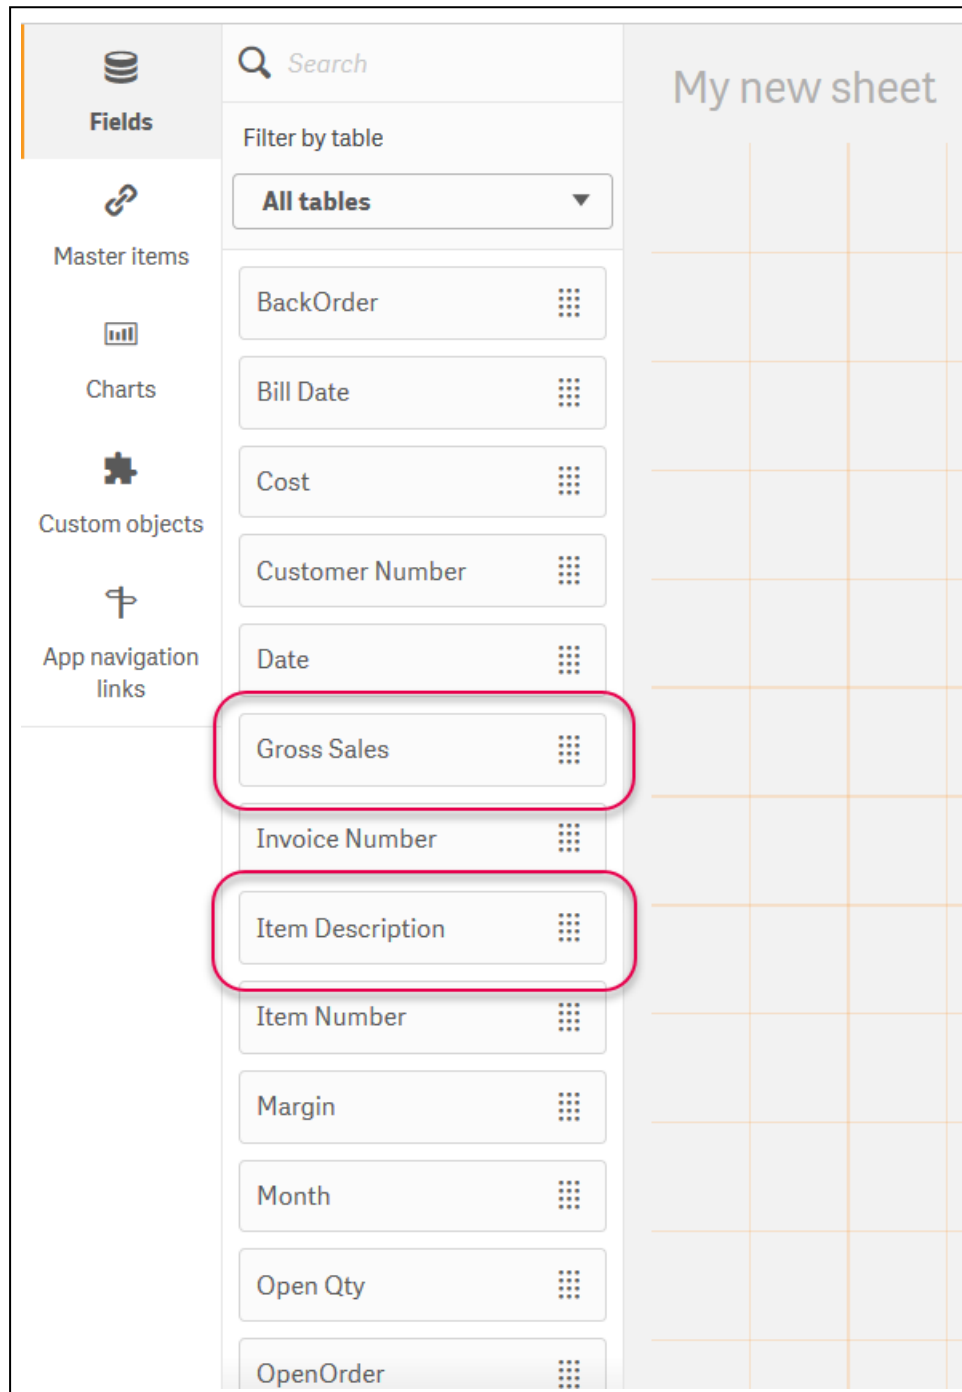 Fields
Master items
Charts
Custom objects
App navigation
links
Search
Filter by table
All tables
BackOrder
Bill Date
Cost
Customer Number
Date
Gross Sales
Invoice Number
Item Description
Item Number
Margin
Month
Open Qty
OpenOrder
My new sheet